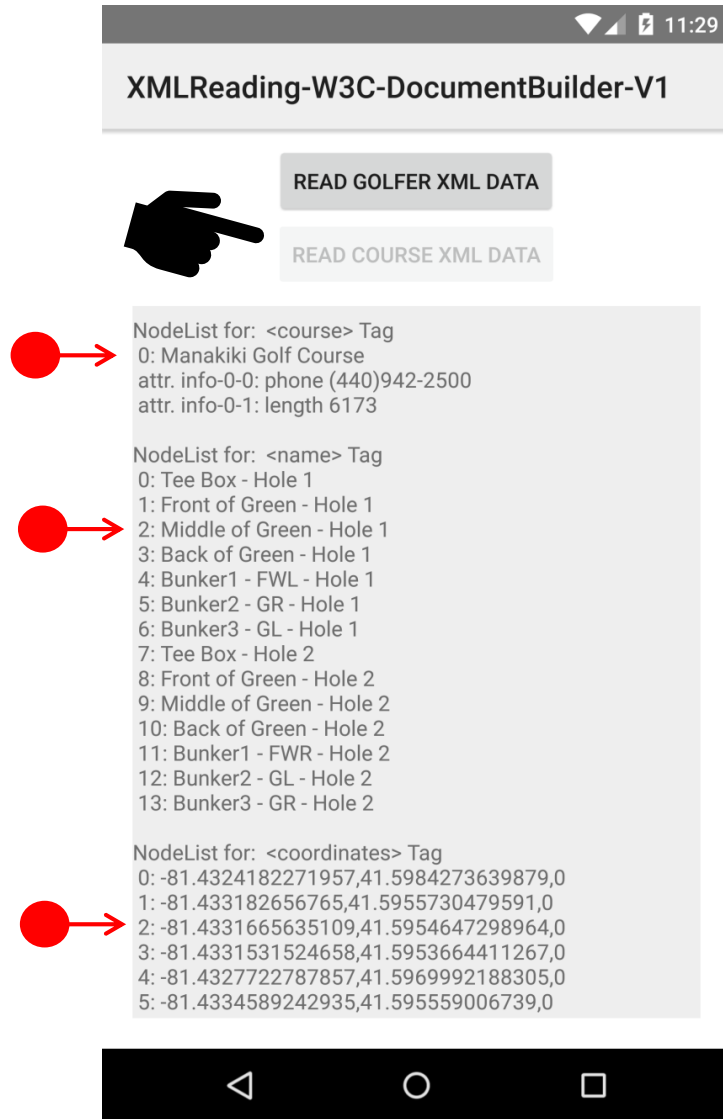 11:29
XMLReading-W3C-DocumentBuilder-V1
READ GOLFER XML DATA
READ COURSE XML DATA
NodeList for: <course> Tag
0: Manakiki Golf Course
attr. info-0-0: phone (440)942-2500
attr. info-0-1: length 6173
NodeList for: <name> Tag
0: Tee Box - Hole 1
1: Front of Green - Hole 1
2: Middle of Green - Hole 1
3: Back of Green - Hole 1
4: Bunker1 - FWL - Hole 1
5: Bunker2 - GR - Hole 1
6: Bunker3 - GL - Hole 1
7: Tee Box - Hole 2
8: Front of Green - Hole 2
9: Middle of Green - Hole 2
10: Back of Green - Hole 2
11: Bunker1 - FWR - Hole 2
12: Bunker2 - GL - Hole 2
13: Bunker3 - GR - Hole 2
NodeList for: <coordinates> Tag
0: -81.4324182271957,41.5984273639879,0
1: -81.433182656765,41.5955730479591,0
2: -81.4331665635109,41.5954647298964,0
3: -81.4331531524658,41.5953664411267,0
4: -81.4327722787857,41.5969992188305,0
5: -81.4334589242935,41.595559006739,0